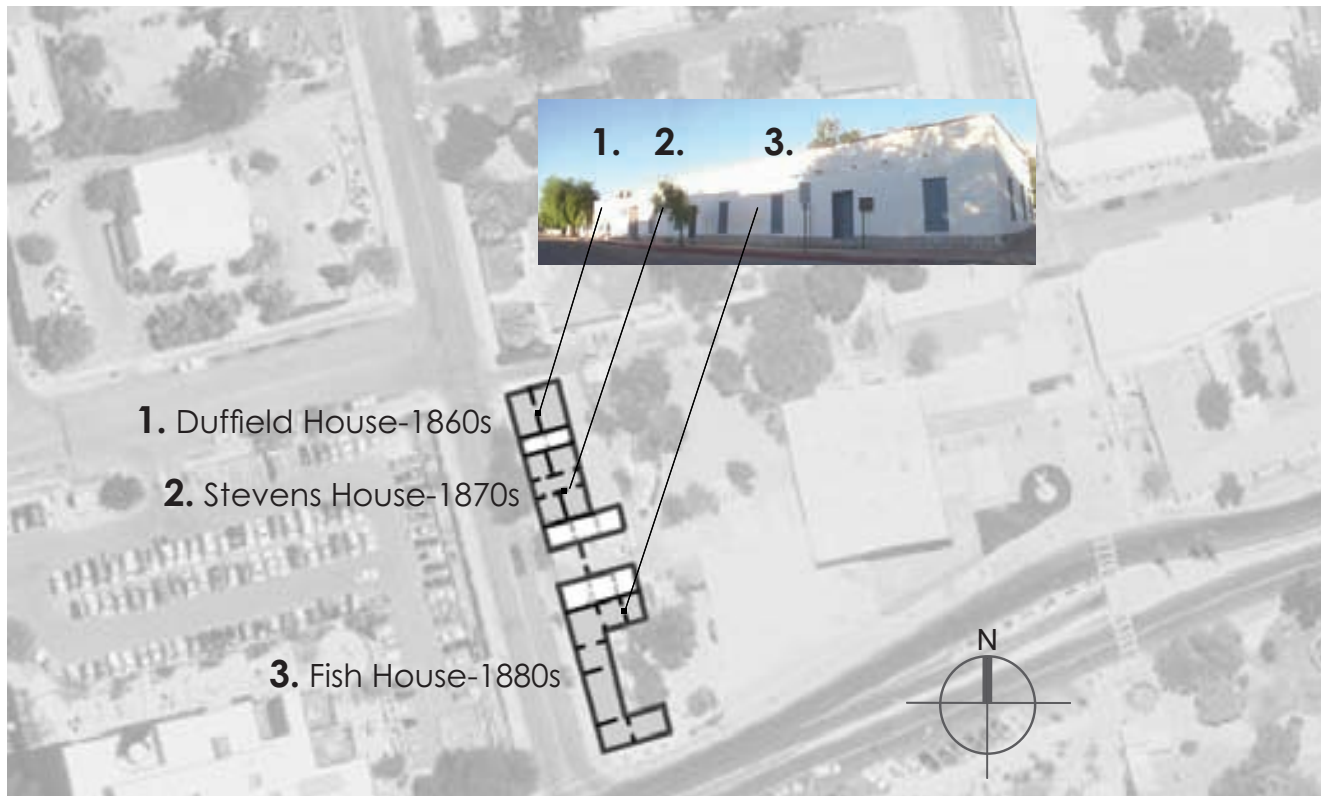 1. 2. 3.
1. Duffield House-1860s
2. Stevens House-1870s
3. Fish House-1880s
N